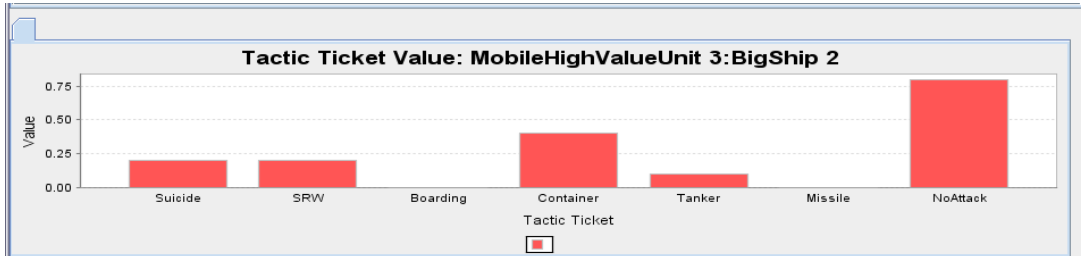 Tactic Ticket Value: MobileHighValueUnit 3:BigShip 2
0.75
0.50
0.25
0.00
Value
Suicide SRW Boarding Container Tanker Missile NoAttack
Tactic Ticket